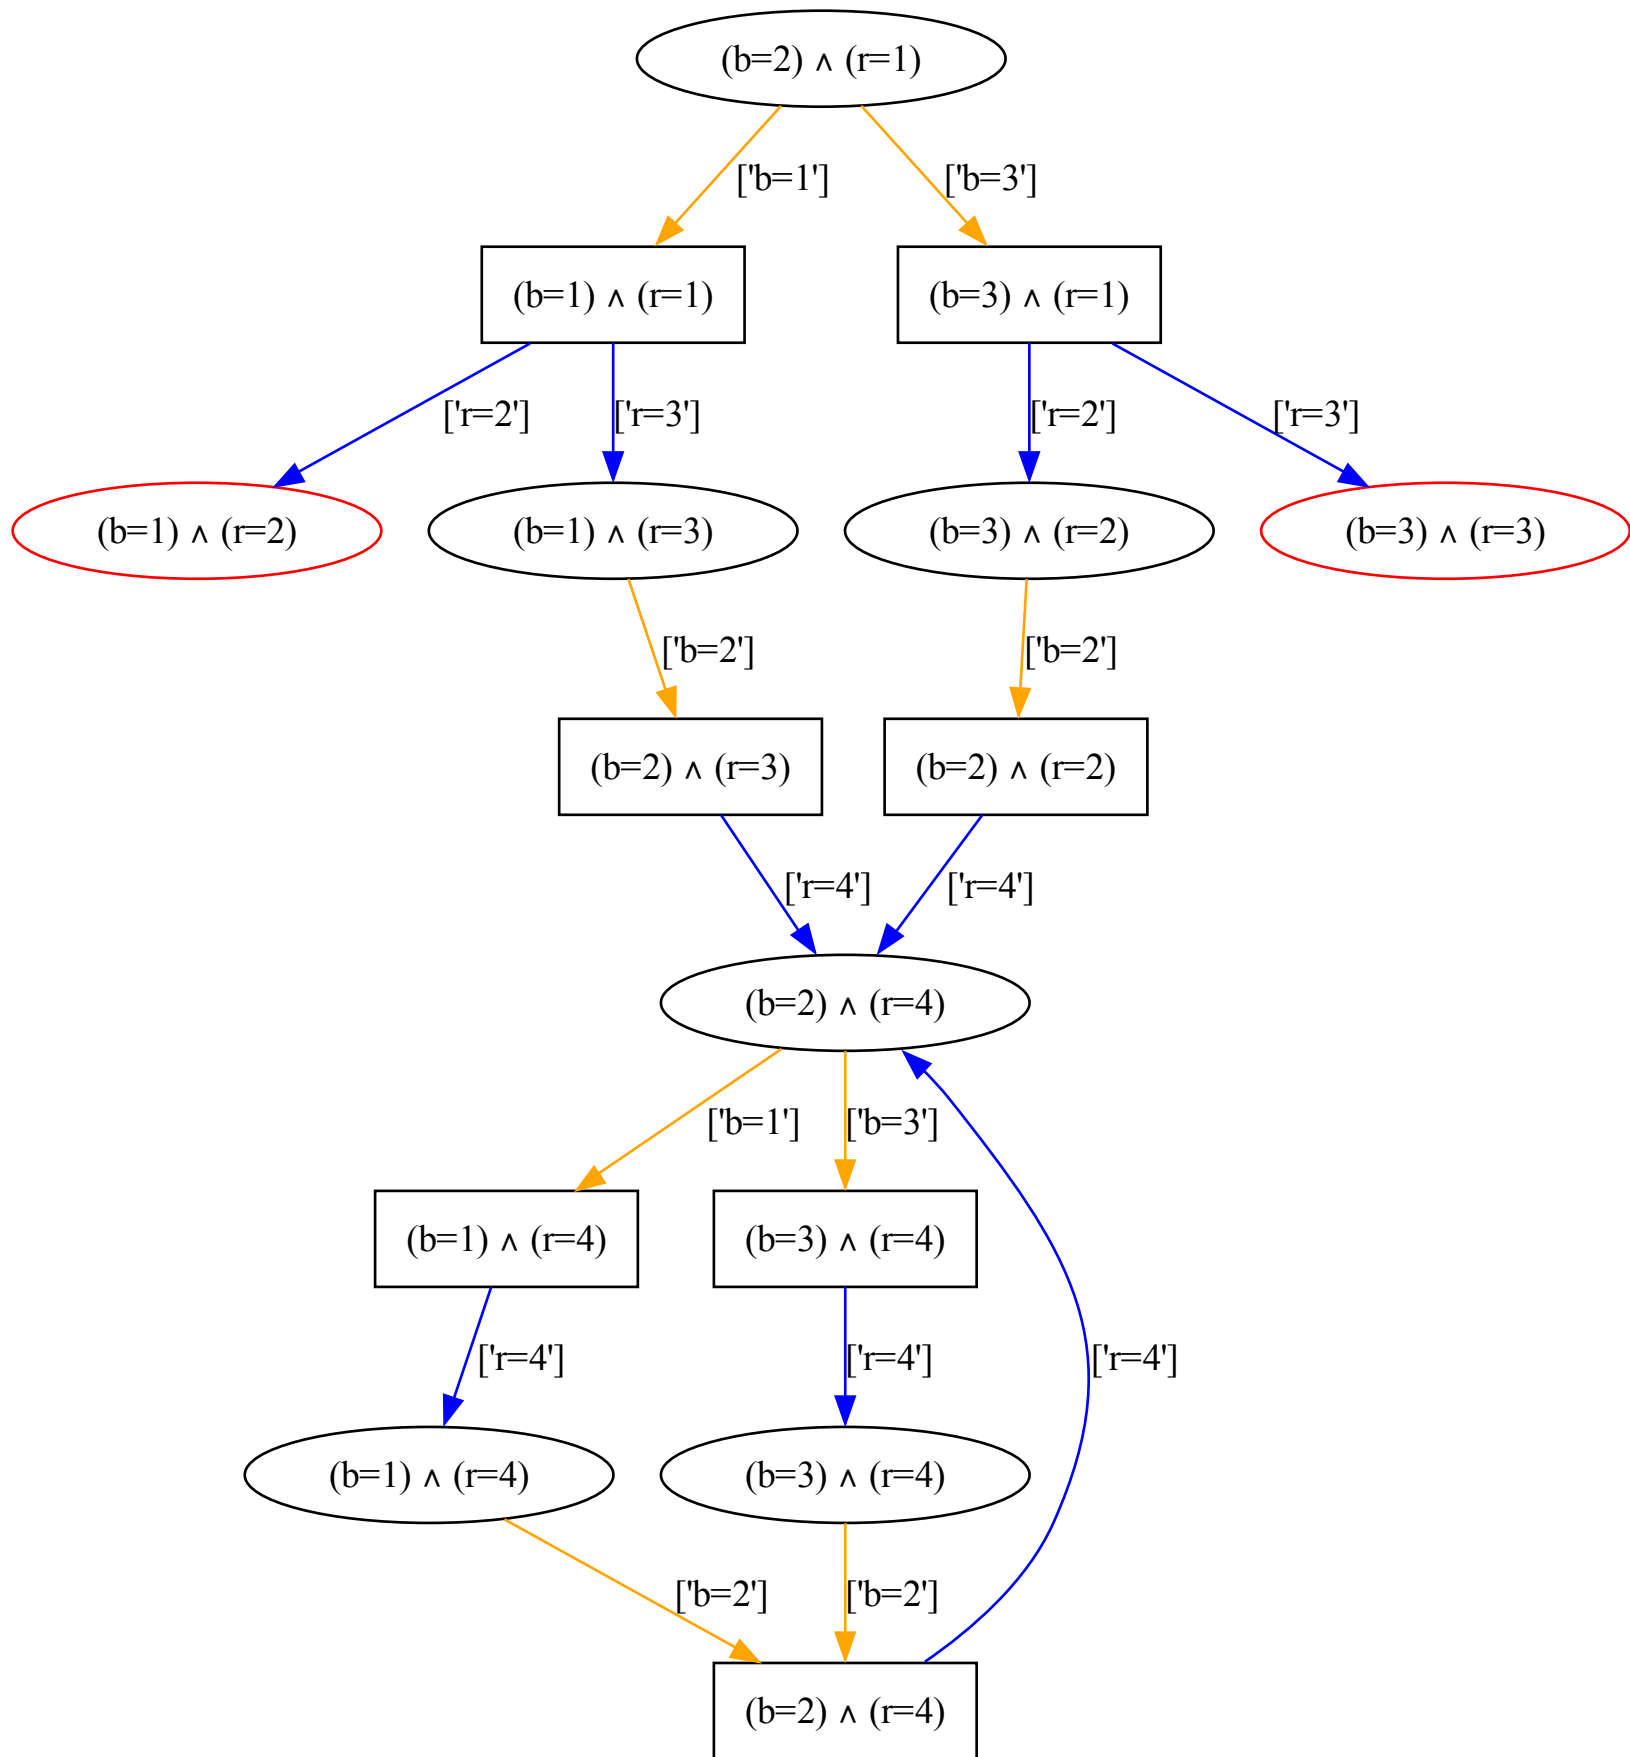 (b=2) ∧ (r=1)
['b=1']
['b=3']
(b=1) ∧ (r=1)
(b=3) ∧ (r=1)
['r=2']
['r=3']
['r=2']
['r=3']
(b=1) ∧ (r=2)
(b=1) ∧ (r=3)
(b=3) ∧ (r=2)
(b=3) ∧ (r=3)
['b=2']
['b=2']
(b=2) ∧ (r=3)
(b=2) ∧ (r=2)
['r=4']
['r=4']
(b=2) ∧ (r=4)
['b=1']
['b=3']
(b=1) ∧ (r=4)
(b=3) ∧ (r=4)
['r=4']
['r=4']
['r=4']
(b=1) ∧ (r=4)
(b=3) ∧ (r=4)
['b=2']
['b=2']
(b=2) ∧ (r=4)